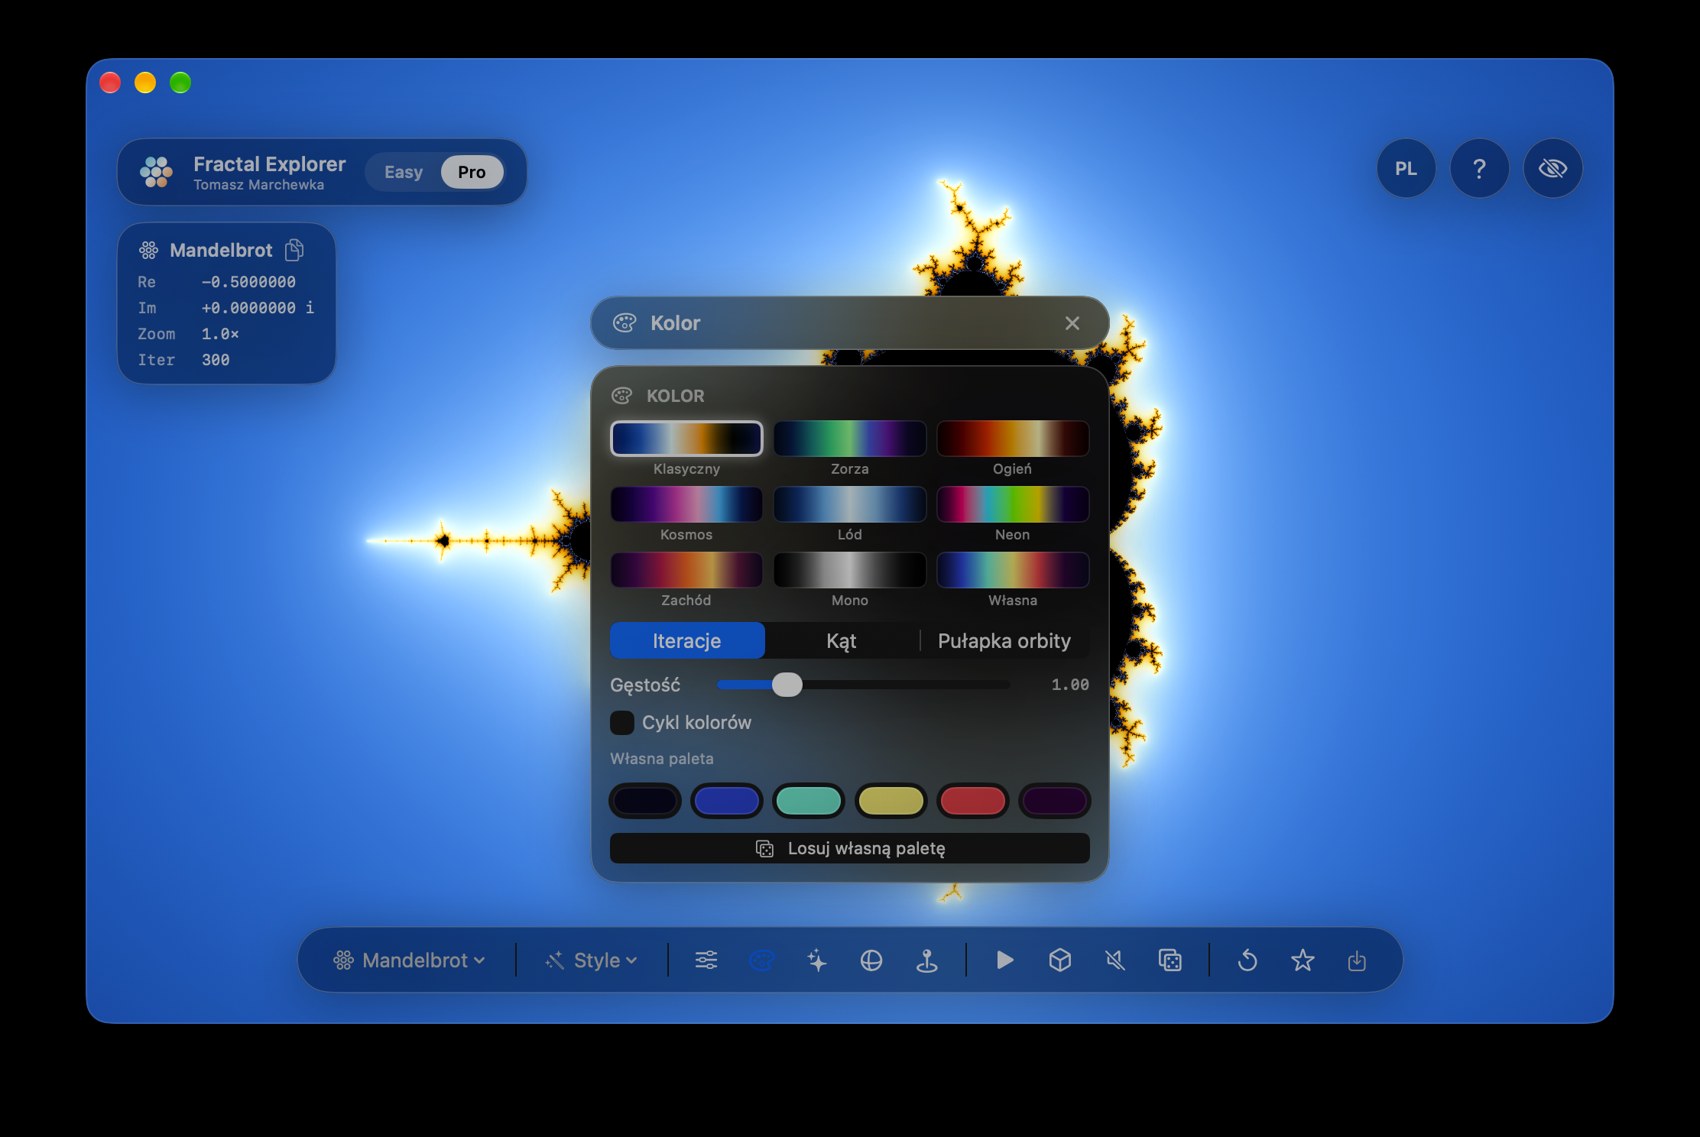 Fractal Explorer
Tomasz Marchewka
Easy
Pro
PL
?
Mandelbrot
Re −0.5000000
Im +0.0000000 i
Zoom 1.0×
Iter 300
Kolor
KOLOR
Klasyczny
Zorza
Ogień
Kosmos
Lód
Neon
Zachód
Mono
Własna
Iteracje
Kąt
Pułapka orbity
Gęstość
1.00
Cykl kolorów
Własna paleta
Losuj własną paletę
Mandelbrot
Style